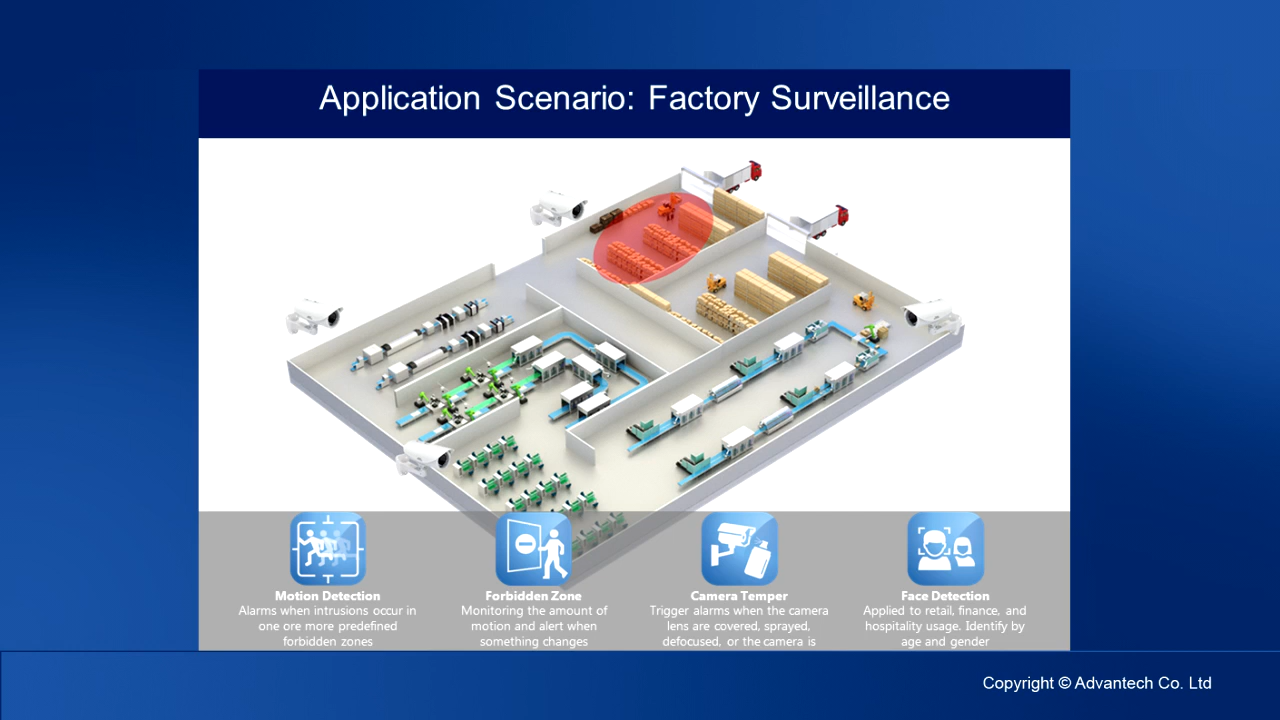 Application Scenario: Factory Surveillance
Motion Detection
Alarms when intrusions occur in
one ore more predefined
forbidden zones
Forbidden Zone
Monitoring the amount of
motion and alert when
something changes
Camera Temper
Trigger alarms when the camera
lens are covered, sprayed,
defocused, or the camera is
Face Detection
Applied to retail, finance, and
hospitality usage. Identify by
age and gender
Copyright © Advantech Co. Ltd